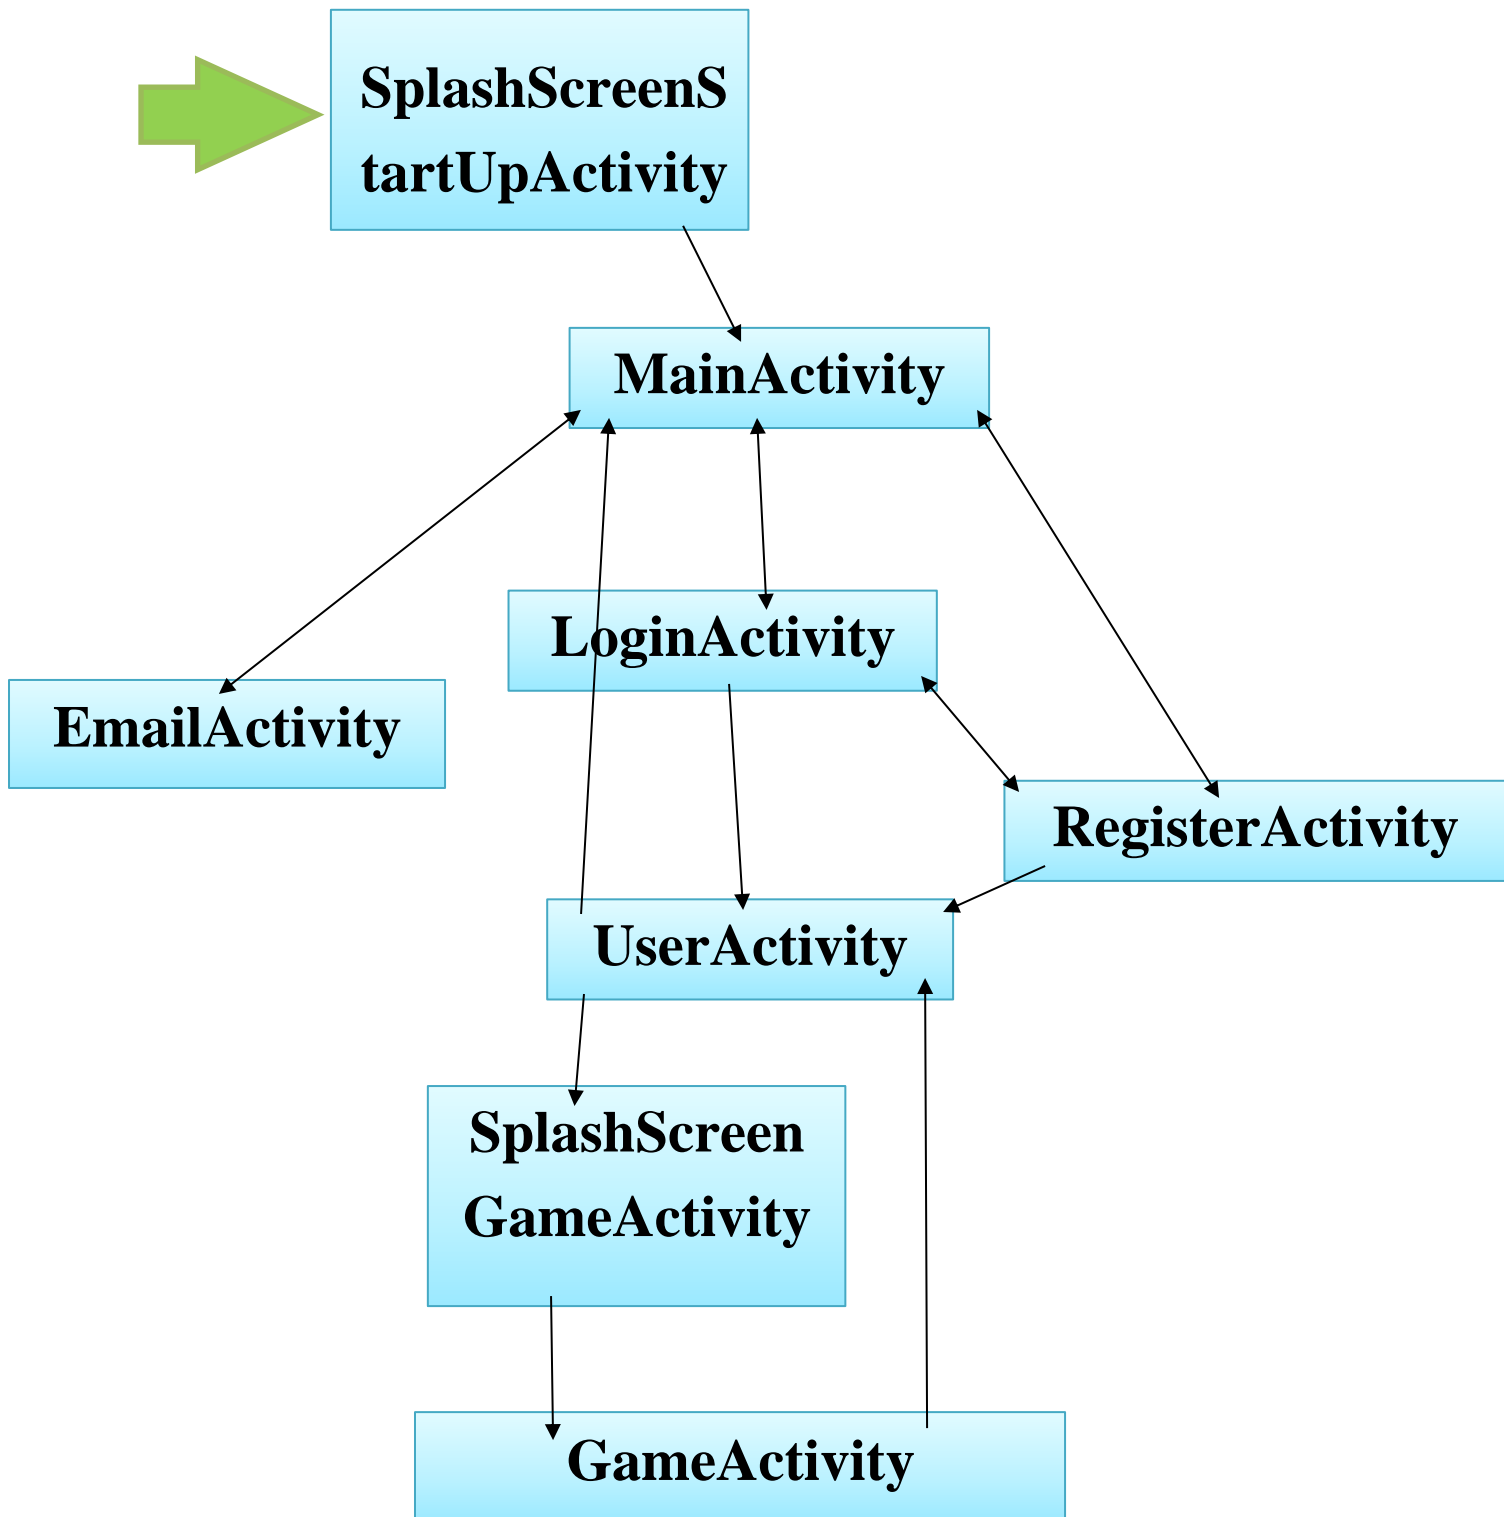 SplashScreenS
tartUpActivity
MainActivity
LoginActivity
EmailActivity
RegisterActivity
UserActivity
SplashScreen
GameActivity
GameActivity